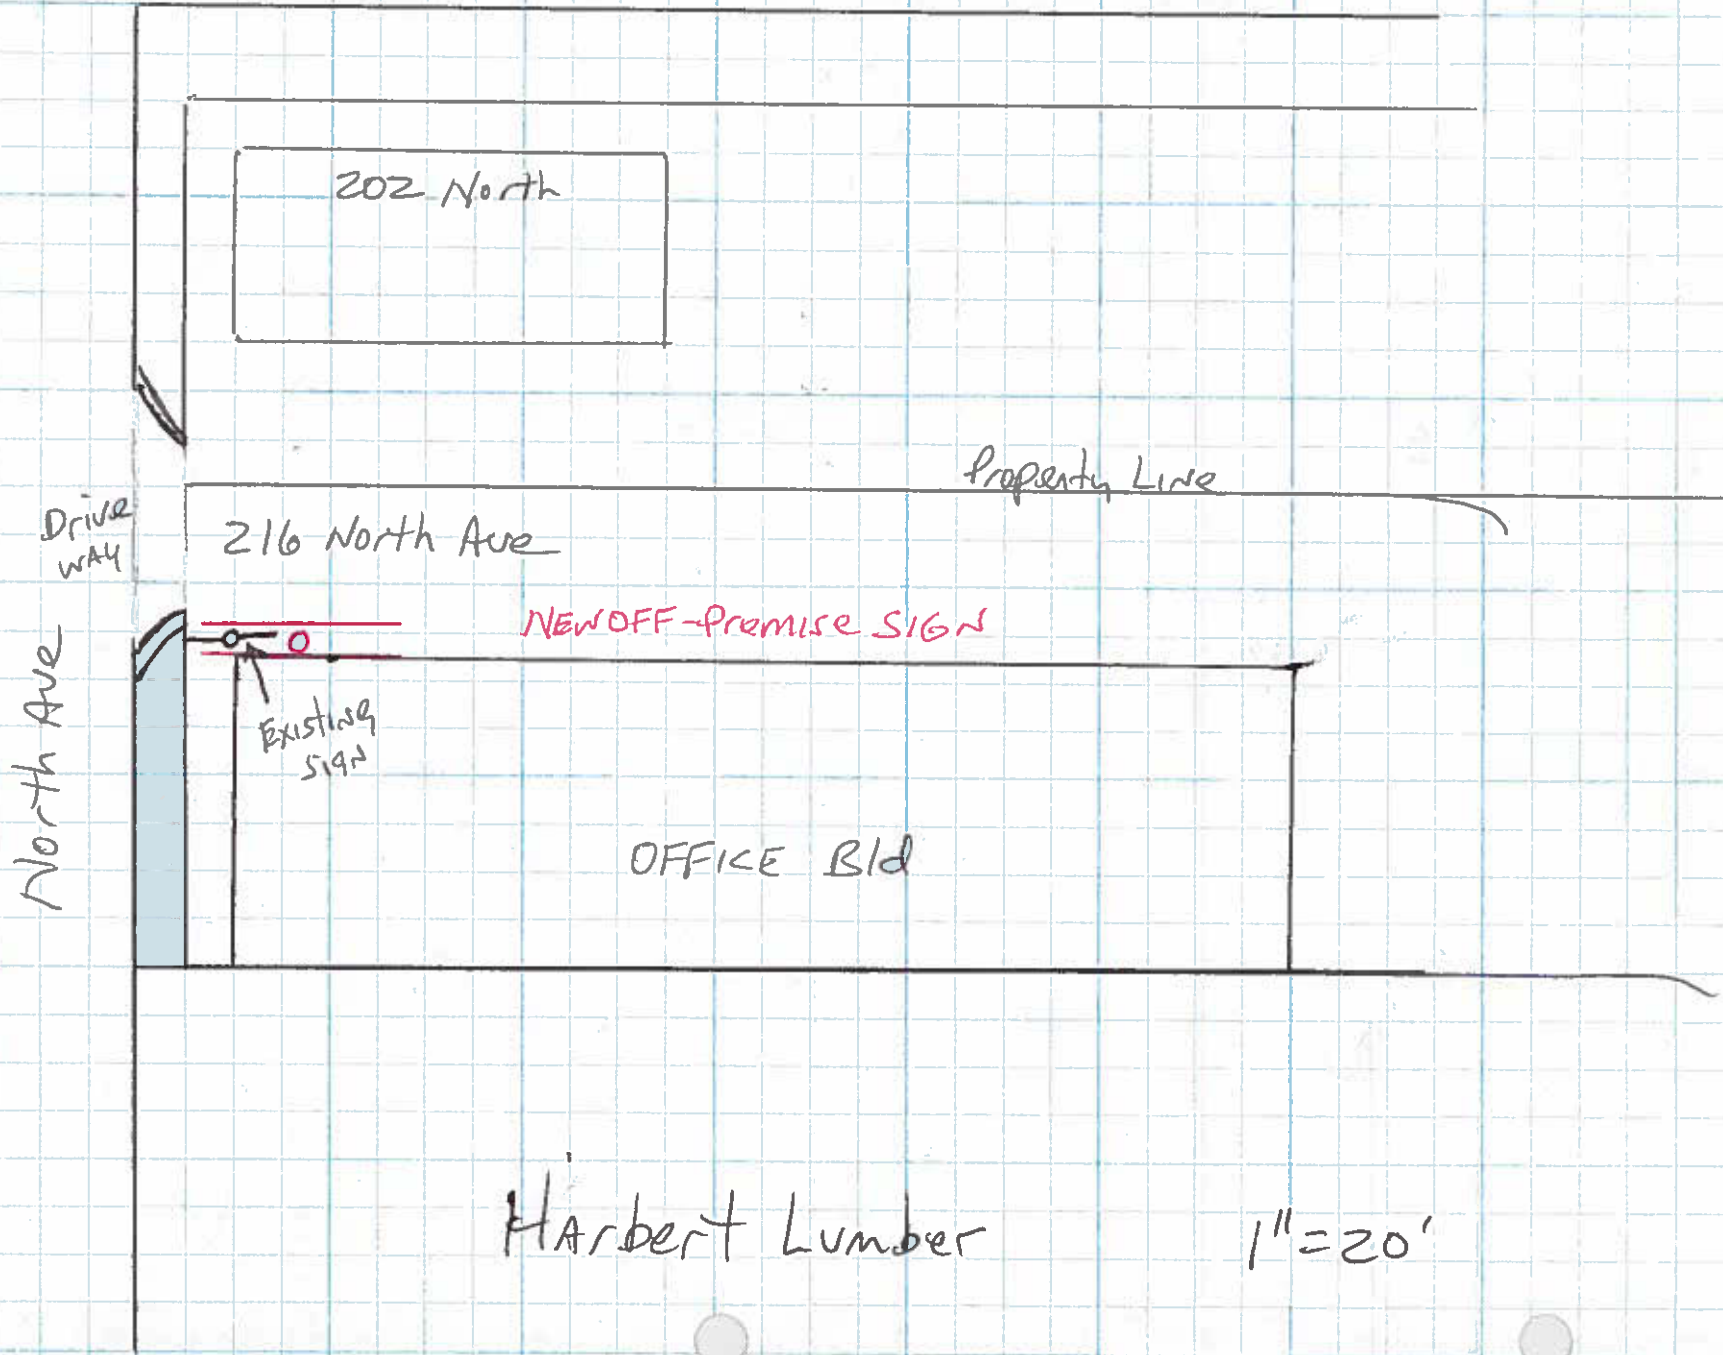 202 North
Property Line
Drive
way
216 North Ave
NEW OFF-Premise SIGN
Existing
Sign
North Ave
OFFICE Bld
Harbert Lumber
1"=20'